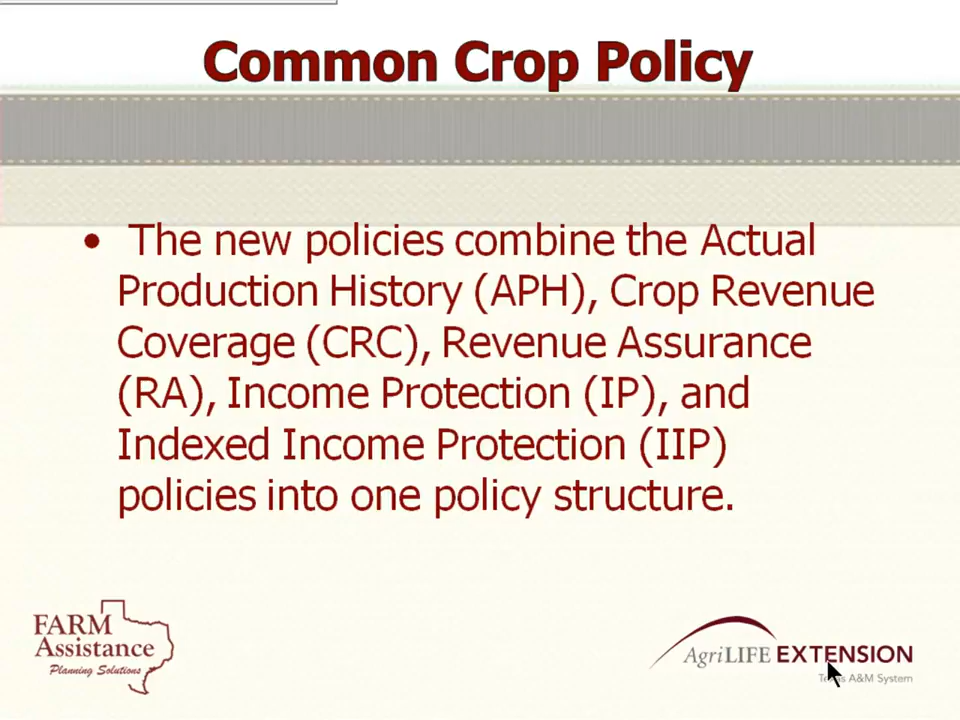 Common Crop Policy
• The new policies combine the Actual
Production History (APH), Crop Revenue
Coverage (CRC), Revenue Assurance
(RA), Income Protection (IP), and
Indexed Income Protection (IIP)
policies into one policy structure.
FARM
Assistance
Planning Solutions
AgriLIFE EXTENSION
Texas A&M System